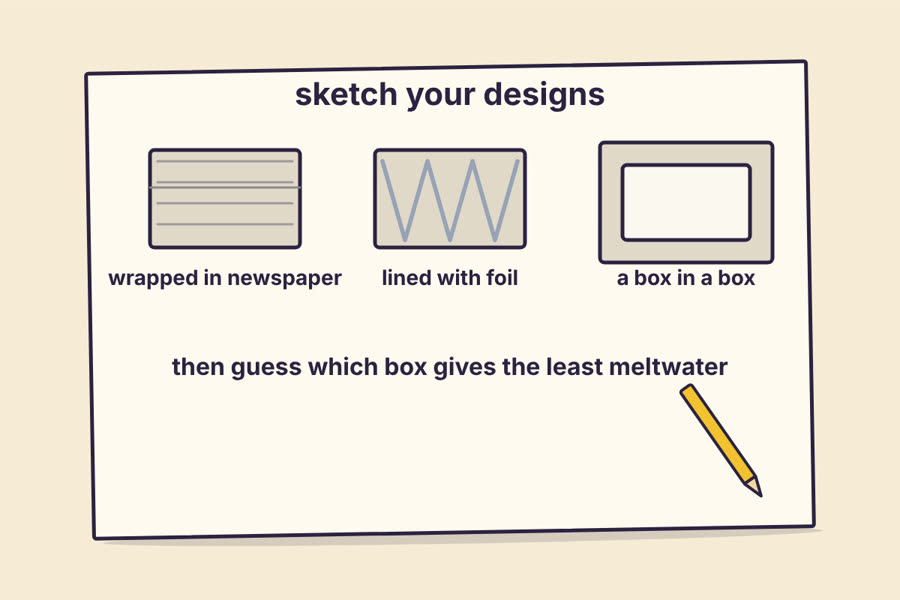 sketch your designs
wrapped in newspaper
lined with foil
a box in a box
then guess which box gives the least meltwater